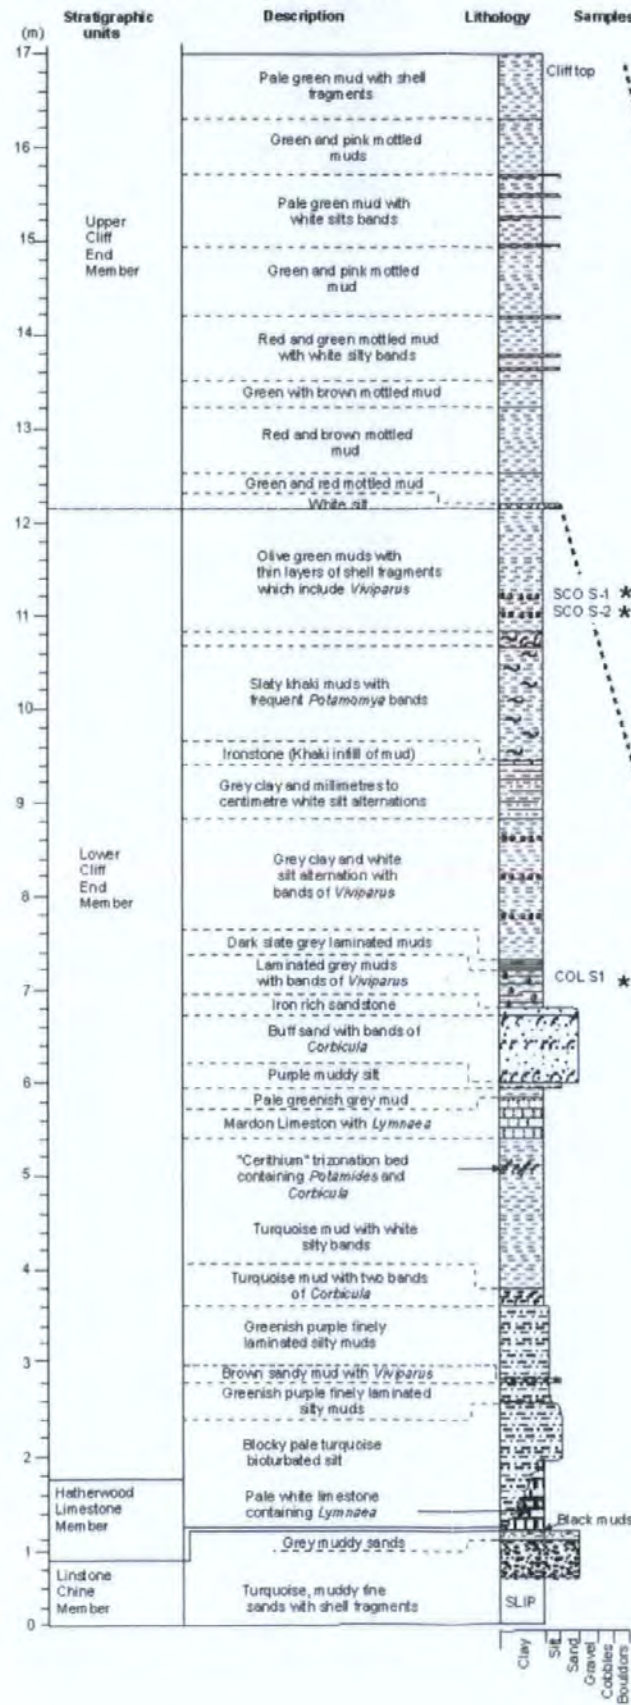 Stratigraphic
units
Description
Lithology
Samples
(m)
17
Pale green mud with shell
fragments
Cliff top
16
Green and pink mottled
muds
Pale green mud with
white silts bands
Upper
Cliff
End
Member
15
Green and pink mottled
mud
14
Red and green mottled mud
with white silty bands
Green with brown mottled mud
13
Red and brown mottled
mud
Green and red mottled mud
White silt
12
Olive green muds with
thin layers of shell fragments
which include Viviparus
SCO S-1 *
11
SCO S-2 *
Slaty khaki muds with
frequent Potamomya bands
10
Ironstone (Khaki infill of mud)
Grey clay and millimetres to
centimetre white silt alternations
9
Lower
Cliff
End
Member
Grey clay and white
silt alternation with
bands of Viviparus
8
Dark slate grey laminated muds
Laminated grey muds
with bands of Viviparus
COL S1 *
7
Iron rich sandstone
Buff sand with bands of
Corbicula
6
Purple muddy silt
Pale greenish grey mud
Mardon Limeston with Lymnaea
5
"Cerithium" trizonation bed
containing Potamides and
Corbicula
Turquoise mud with white
silty bands
4
Turquoise mud with two bands
of Corbicula
Greenish purple finely
laminated silty muds
3
Brown sandy mud with Viviparus
Greenish purple finely laminated
silty muds
2
Blocky pale turquoise
bioturbated silt
Hatherwood
Limestone
Member
Pale white limestone
containing Lymnaea
Black muds
1
Grey muddy sands
Linstone
Chine
Member
Turquoise, muddy fine
sands with shell fragments
SLIP
0
Clay
Silt
Sand
Gravel
Cobbles
Bouldors